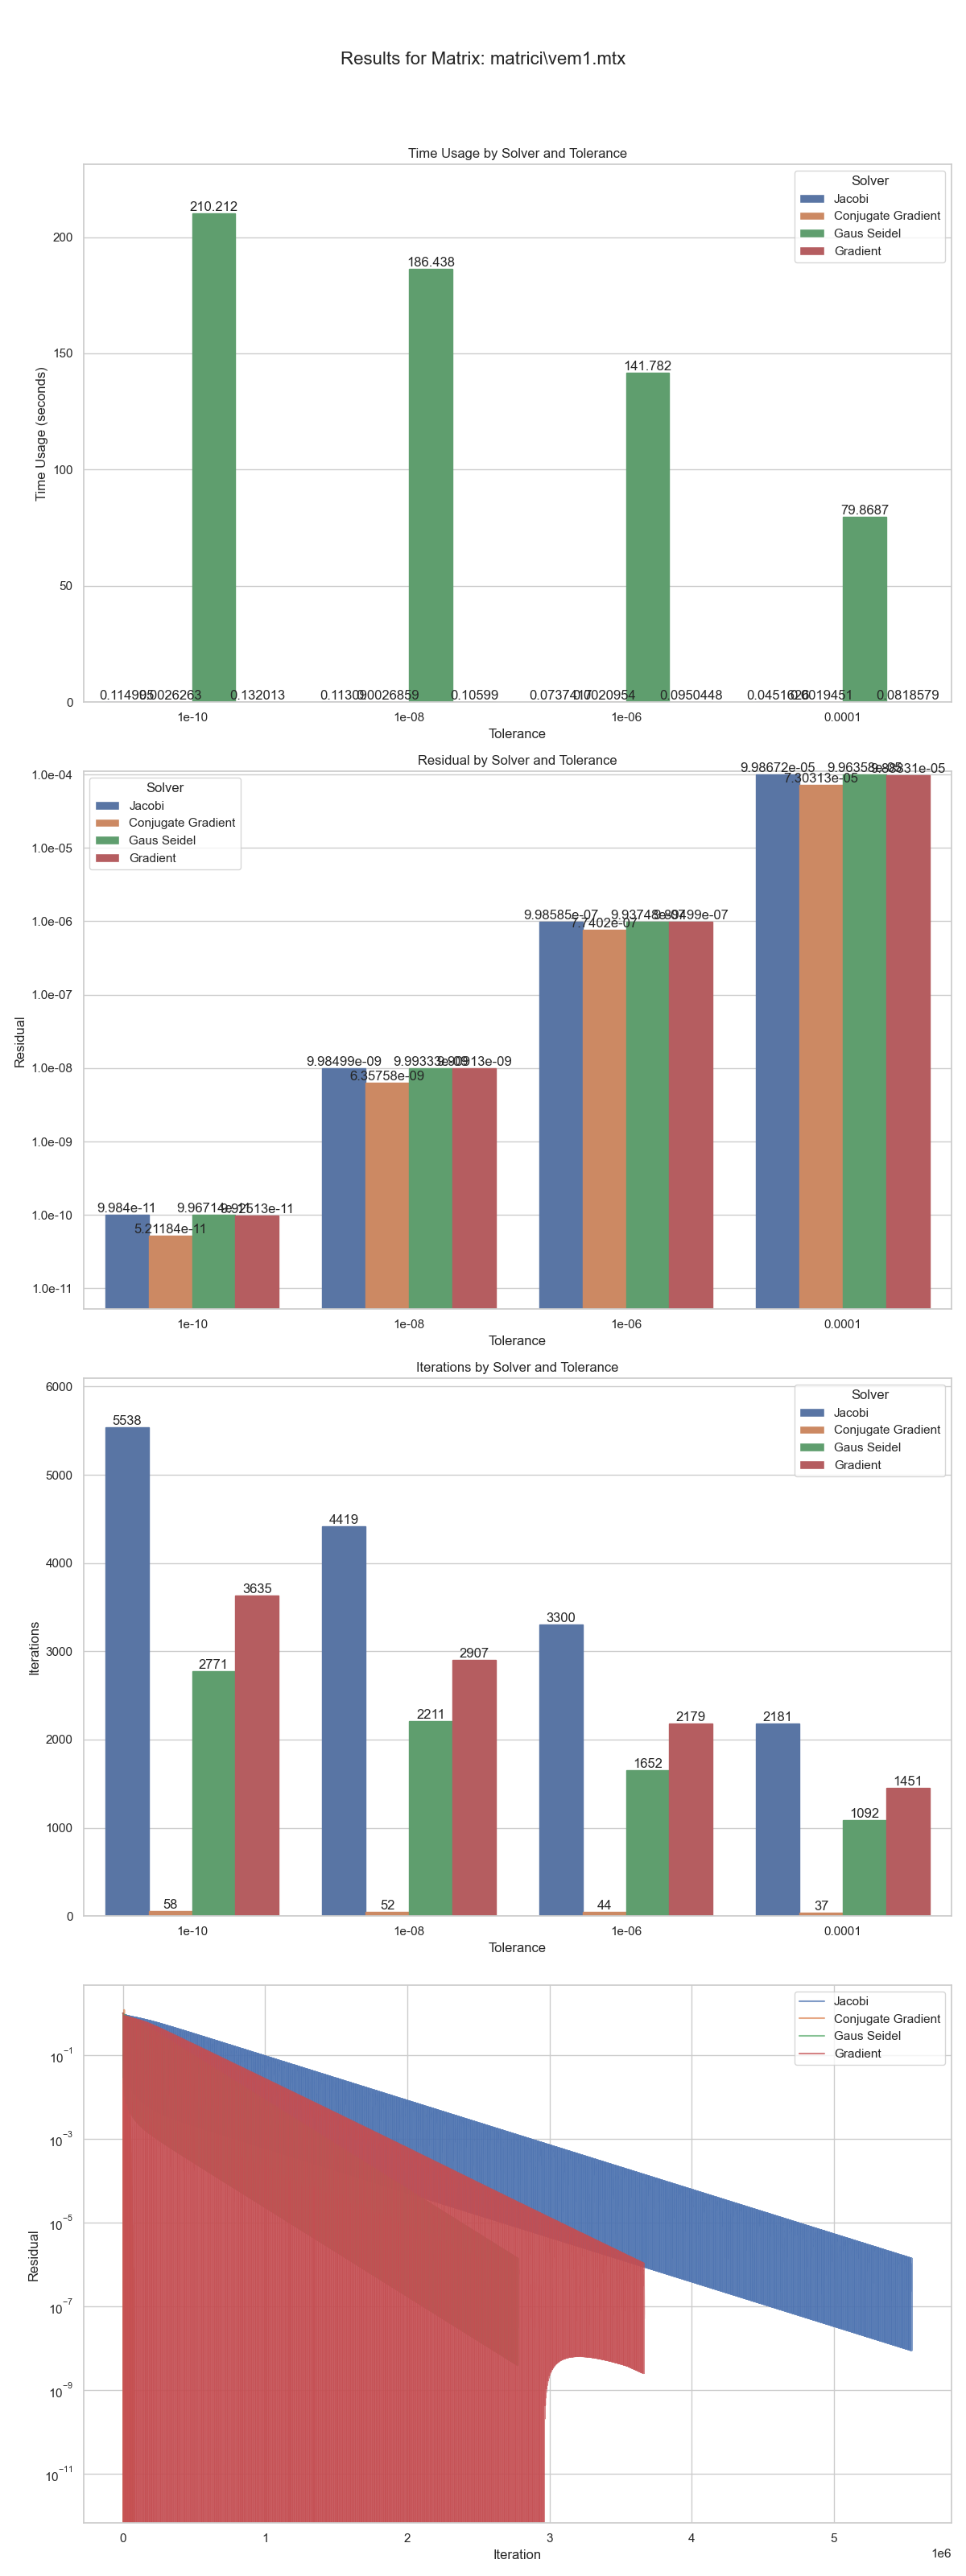 Results for Matrix: matrici\vem1.mtx
Time Usage by Solver and Tolerance
Solver
Jacobi
Conjugate Gradient
Gaus Seidel
Gradient
Time Usage (seconds)
200
150
100
50
0
210.212
186.438
141.782
79.8687
0.132013
0.10599
0.0950448
0.0818579
1e-10
1e-08
1e-06
0.0001
Tolerance
Residual by Solver and Tolerance
Solver
Jacobi
Conjugate Gradient
Gaus Seidel
Gradient
Residual
1.0e-04
1.0e-05
1.0e-06
1.0e-07
1.0e-08
1.0e-09
1.0e-10
1.0e-11
9.984e-11
5.21184e-11
9.98499e-09
6.35758e-09
9.98585e-07
7.7402e-07
9.98672e-05
7.30313e-05
1e-10
1e-08
1e-06
0.0001
Tolerance
Iterations by Solver and Tolerance
Solver
Jacobi
Conjugate Gradient
Gaus Seidel
Gradient
Iterations
6000
5000
4000
3000
2000
1000
0
5538
58
2771
3635
4419
52
2211
2907
3300
44
1652
2179
2181
37
1092
1451
1e-10
1e-08
1e-06
0.0001
Tolerance
Jacobi
Conjugate Gradient
Gaus Seidel
Gradient
Residual
10⁻¹
10⁻³
10⁻⁵
10⁻⁷
10⁻⁹
10⁻¹¹
0 1 2 3 4 5
1e6
Iteration